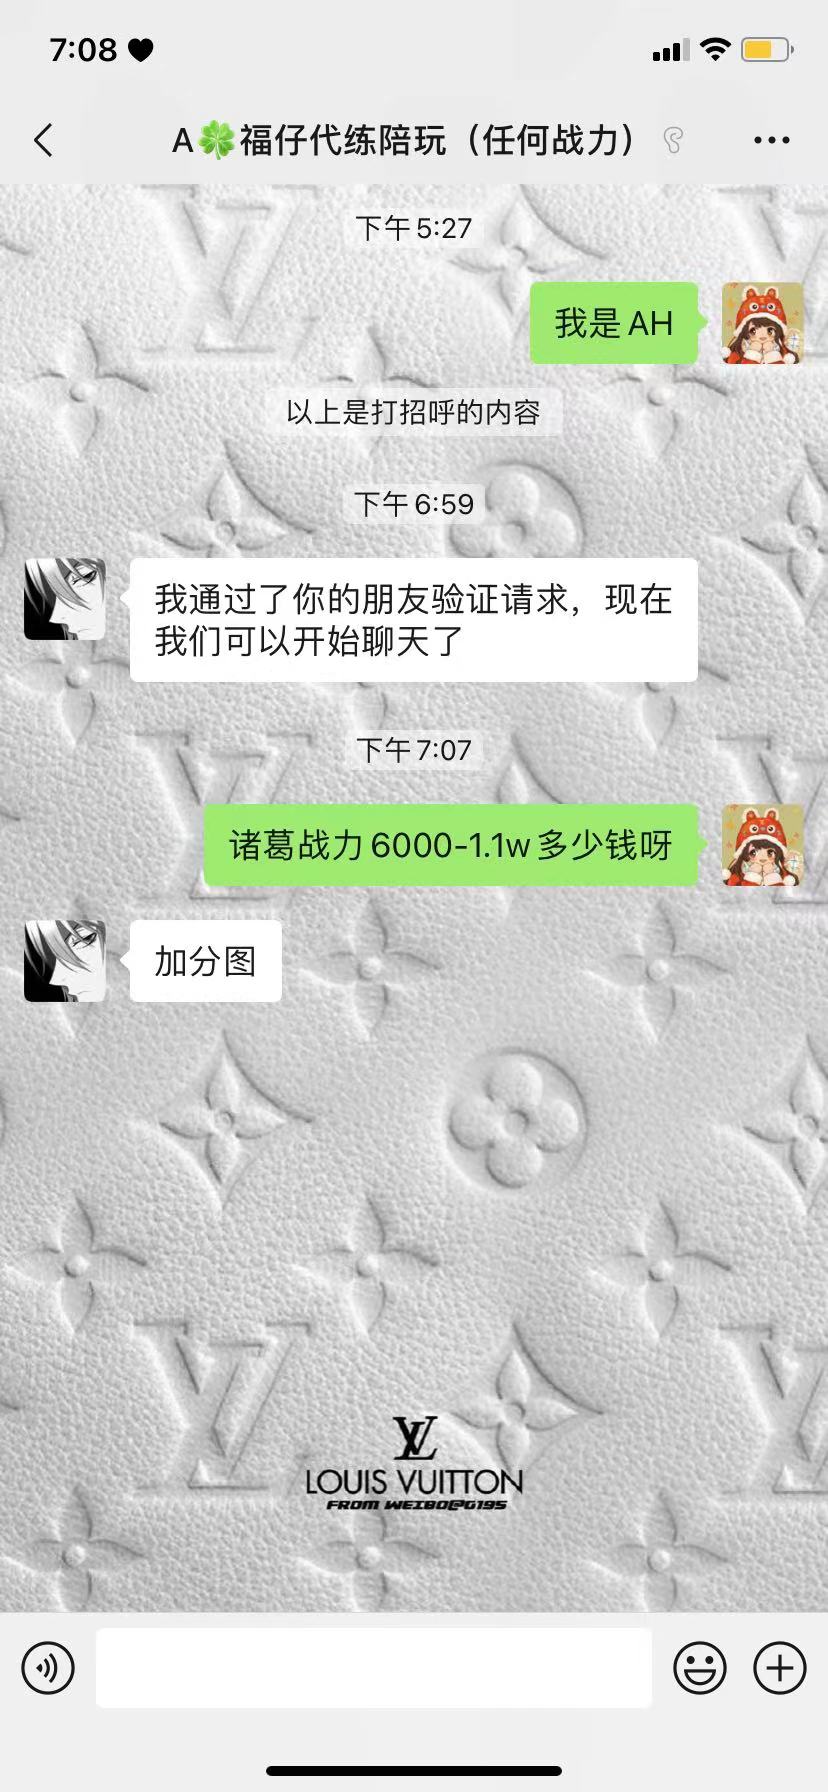 7:08
A🍀福仔代练陪玩（任何战力）
下午 5:27
我是 AH
以上是打招呼的内容
下午 6:59
我通过了你的朋友验证请求，现在
我们可以开始聊天了
下午 7:07
诸葛战力 6000-1.1w 多少钱呀
加分图
LV
LOUIS VUITTON
FROM WEIBO@G195